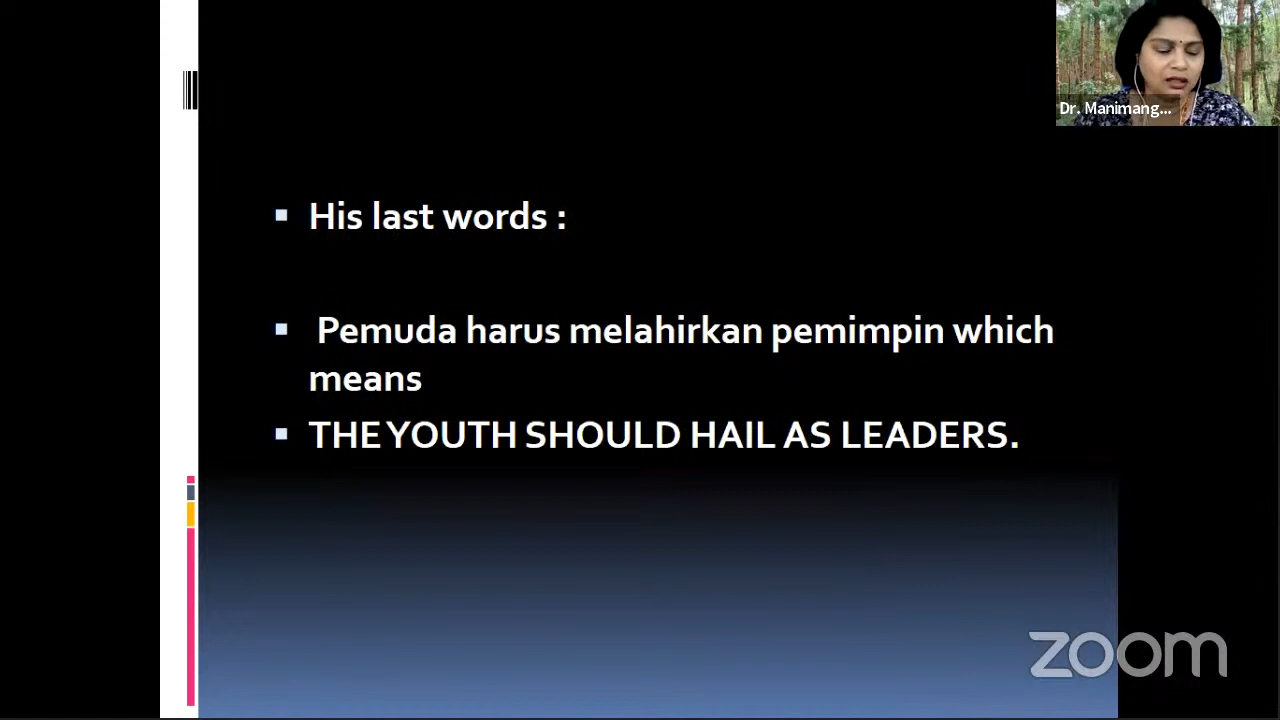 Dr. Manimang...
His last words :
Pemuda harus melahirkan pemimpin which
means
THE YOUTH SHOULD HAIL AS LEADERS.
zoom